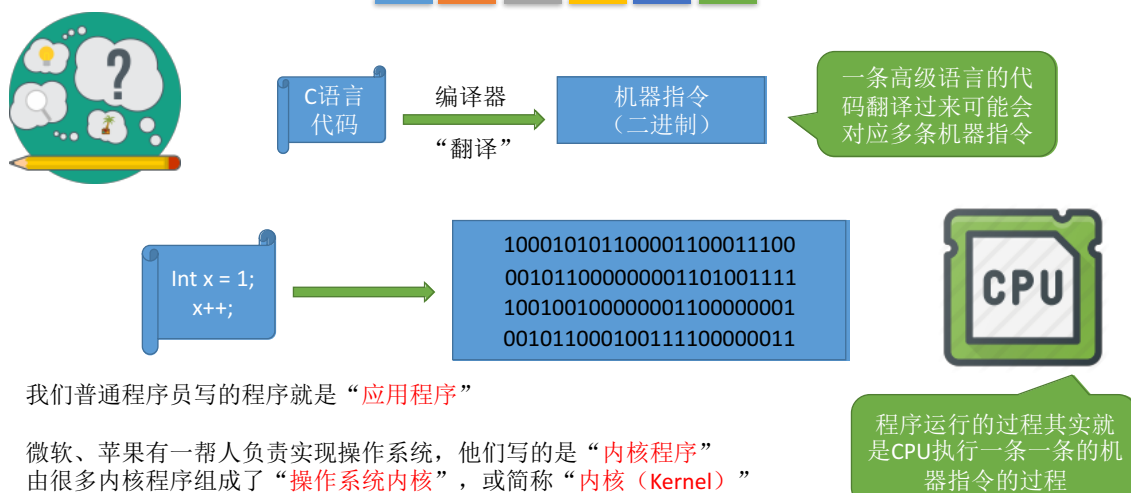 C语言
代码
编译器
“翻译”
机器指令
（二进制）
一条高级语言的代
码翻译过来可能会
对应多条机器指令
Int x = 1;
x++;
100010101100001100011100
001011000000001101001111
100100100000001100000001
001011000100111100000011
CPU
我们普通程序员写的程序就是“应用程序”
微软、苹果有一帮人负责实现操作系统，他们写的是“内核程序”
由很多内核程序组成了“操作系统内核”，或简称“内核（Kernel）”
程序运行的过程其实就
是CPU执行一条一条的机
器指令的过程